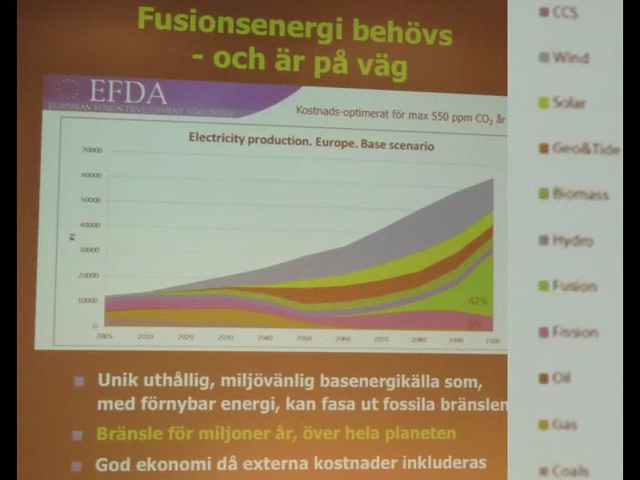 Fusionsenergi behövs
- och är på väg
EFDA
EUROPEAN FUSION DEVELOPMENT AGREEMENT
Kostnads-optimerat för max 550 ppm CO₂ år
Electricity production. Europe. Base scenario
70000
60000
50000
40000
30000
20000
10000
0
PJ
2005 2010 2020 2030 2040 2050 2060 2070 2080 2090 2100
42%
CCS
Wind
Solar
Geo&Tide
Biomass
Hydro
Fusion
Fission
Oil
Gas
Coals
Unik uthållig, miljövänlig basenergikälla som,
med förnybar energi, kan fasa ut fossila bränslen
Bränsle för miljoner år, över hela planeten
God ekonomi då externa kostnader inkluderas